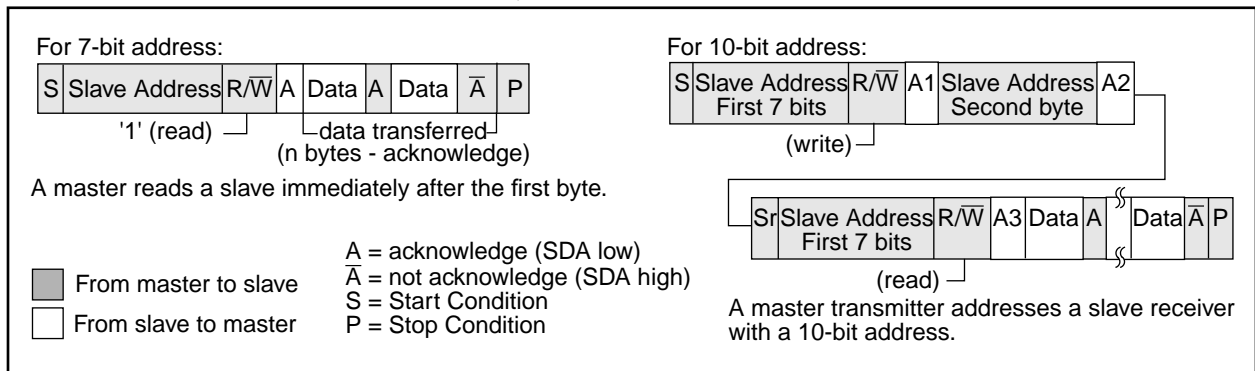 For 7-bit address:
S Slave Address R/W̅ A Data A Data A̅ P
'1' (read) data transferred
(n bytes - acknowledge)
A master reads a slave immediately after the first byte.
From master to slave
From slave to master
A = acknowledge (SDA low)
A̅ = not acknowledge (SDA high)
S = Start Condition
P = Stop Condition
For 10-bit address:
S Slave Address First 7 bits R/W̅ A1 Slave Address Second byte A2
(write)
Sr Slave Address First 7 bits R/W̅ A3 Data A Data A̅ P
(read)
A master transmitter addresses a slave receiver
with a 10-bit address.